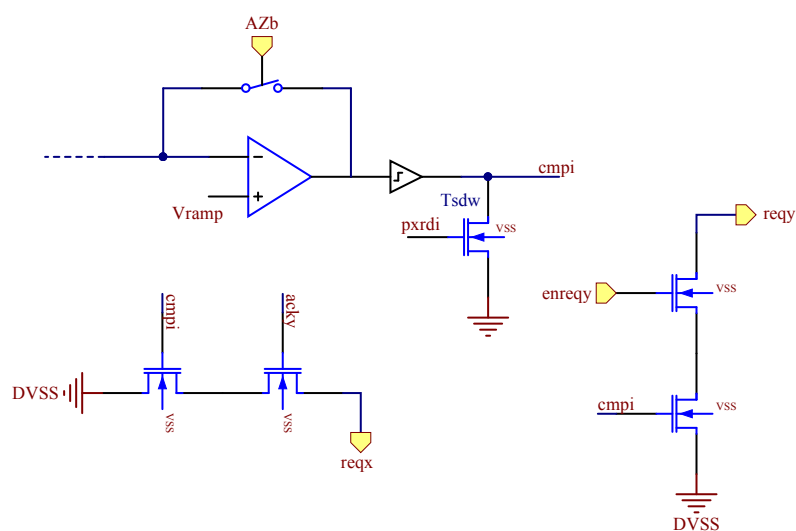 AZb
cmpi
Tsdw
Vramp
pxrdi
VSS
reqy
enreqy
VSS
cmpi
acky
DVSS
VSS
VSS
cmpi
VSS
reqx
DVSS